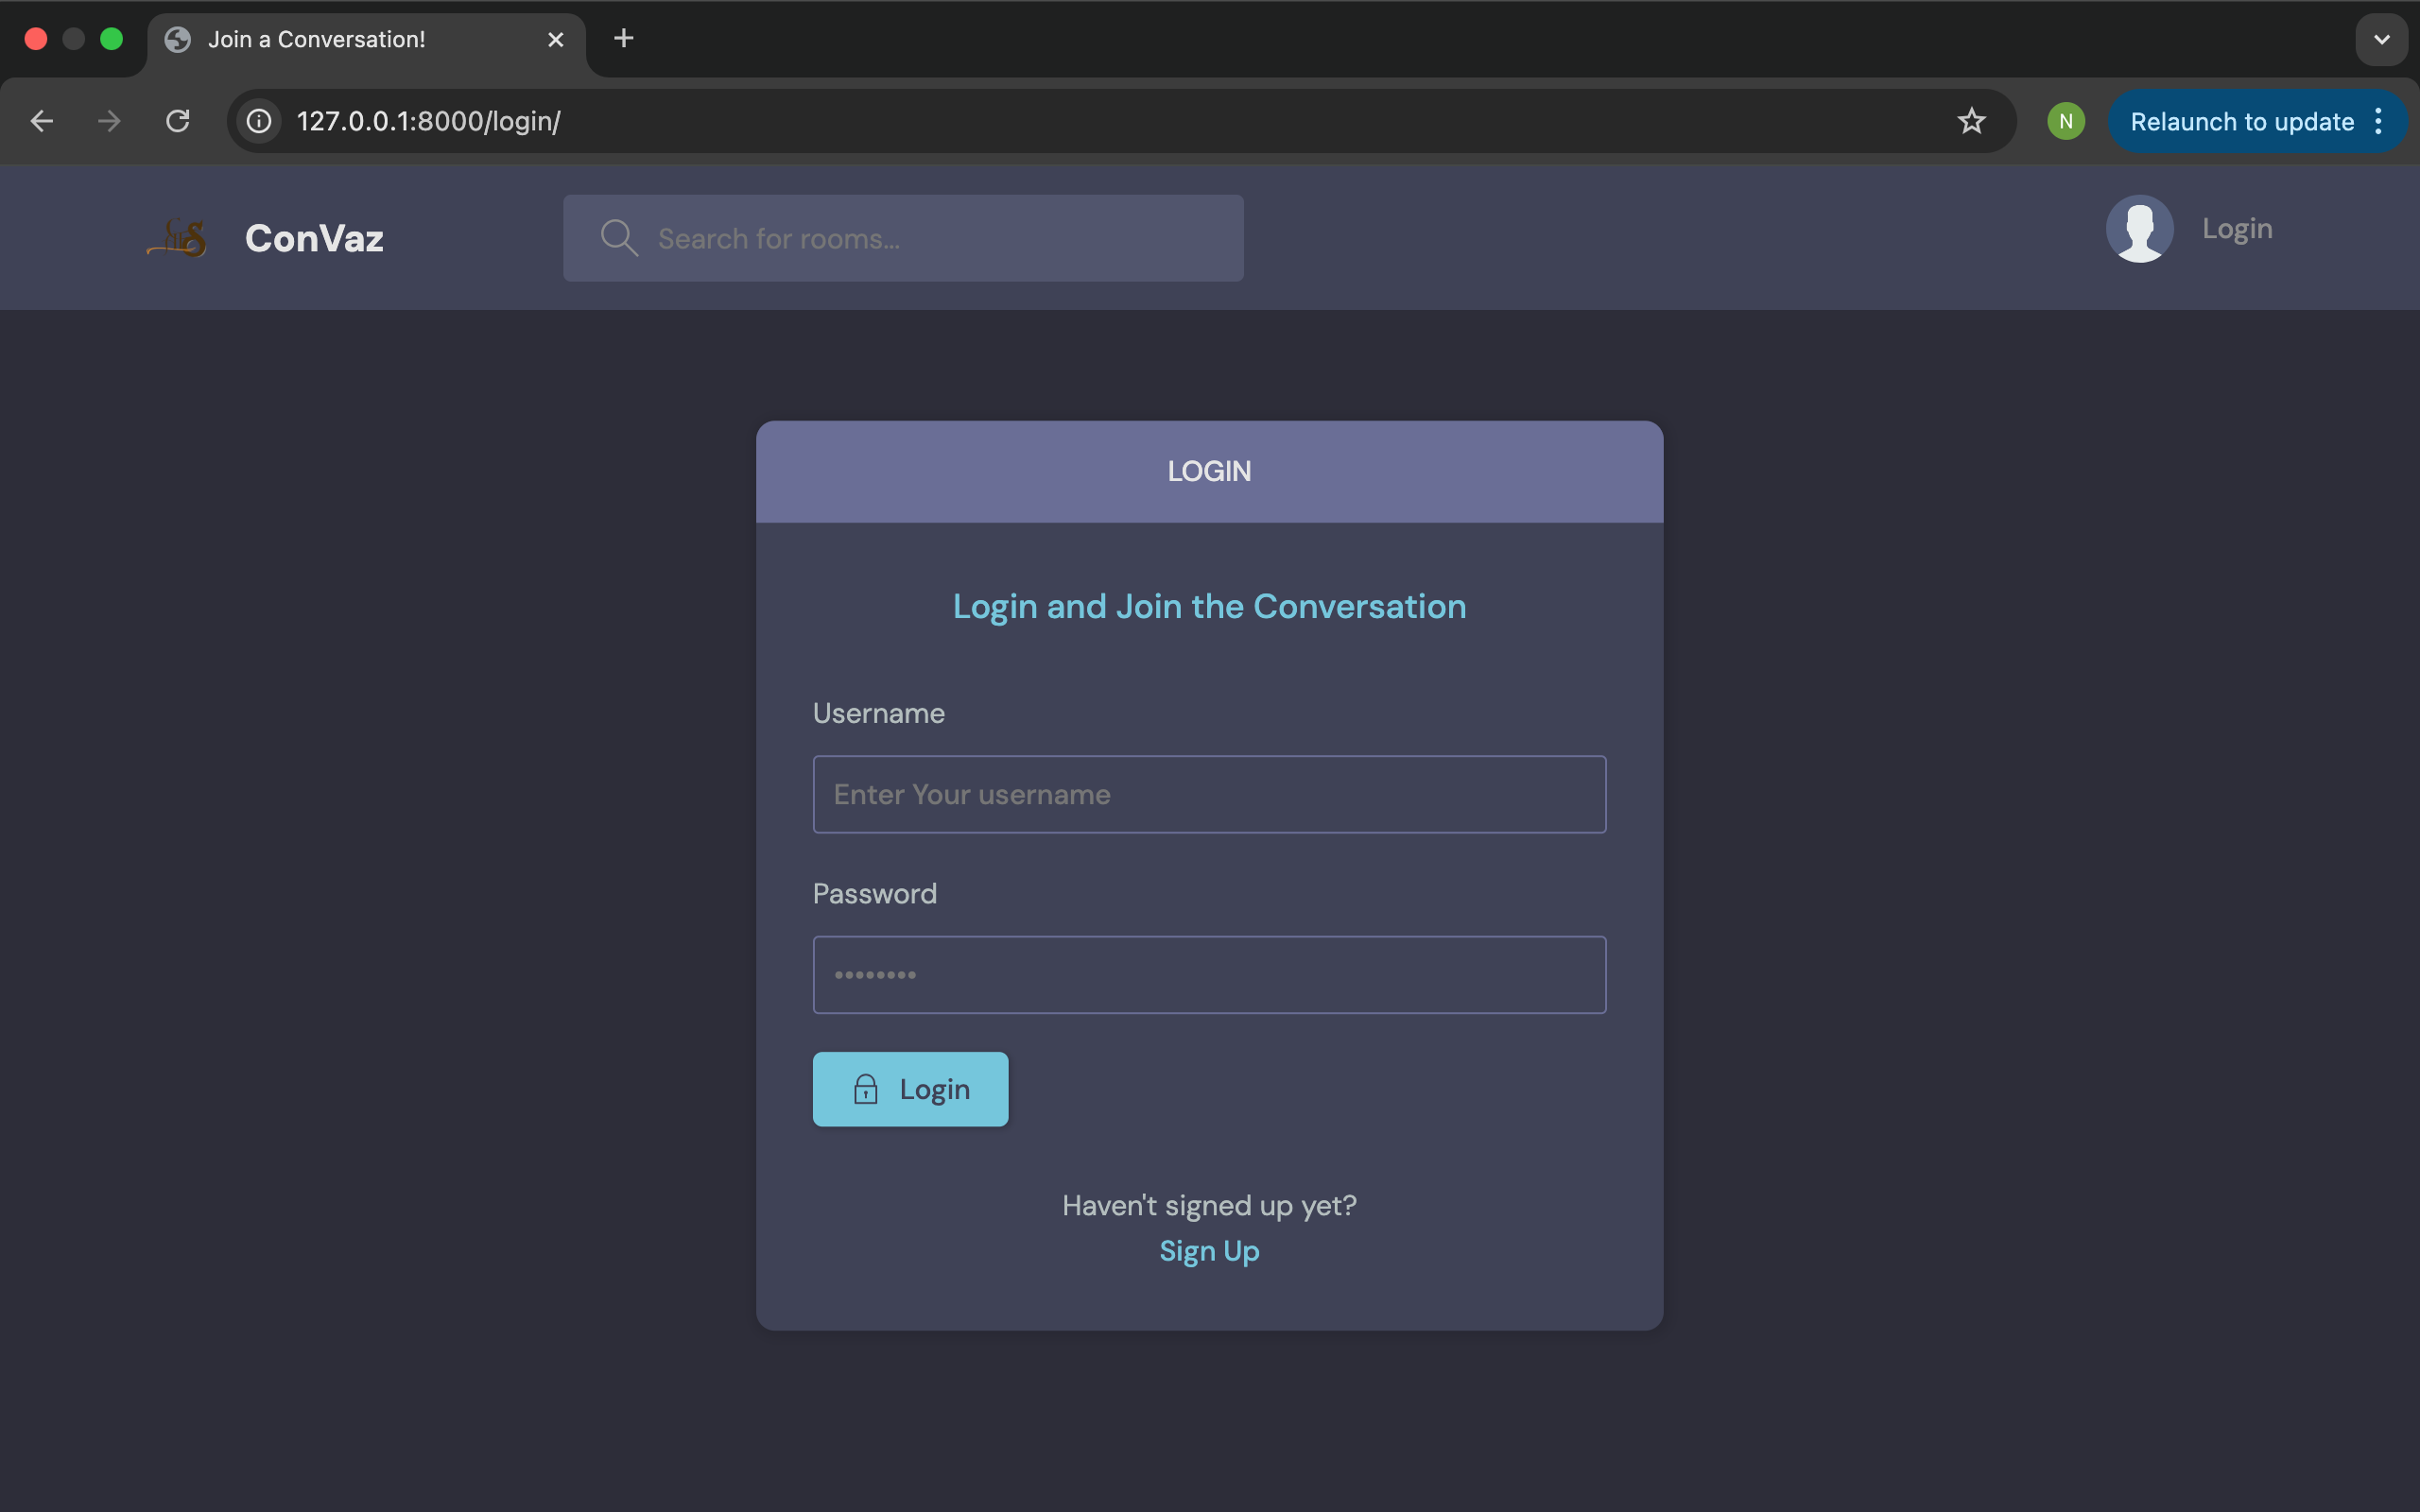 Join a Conversation!
127.0.0.1:8000/login/
N
Relaunch to update
ConVaz
Search for rooms...
Login
LOGIN
Login and Join the Conversation
Username
Enter Your username
Password
••••••••
Login
Haven't signed up yet?
Sign Up